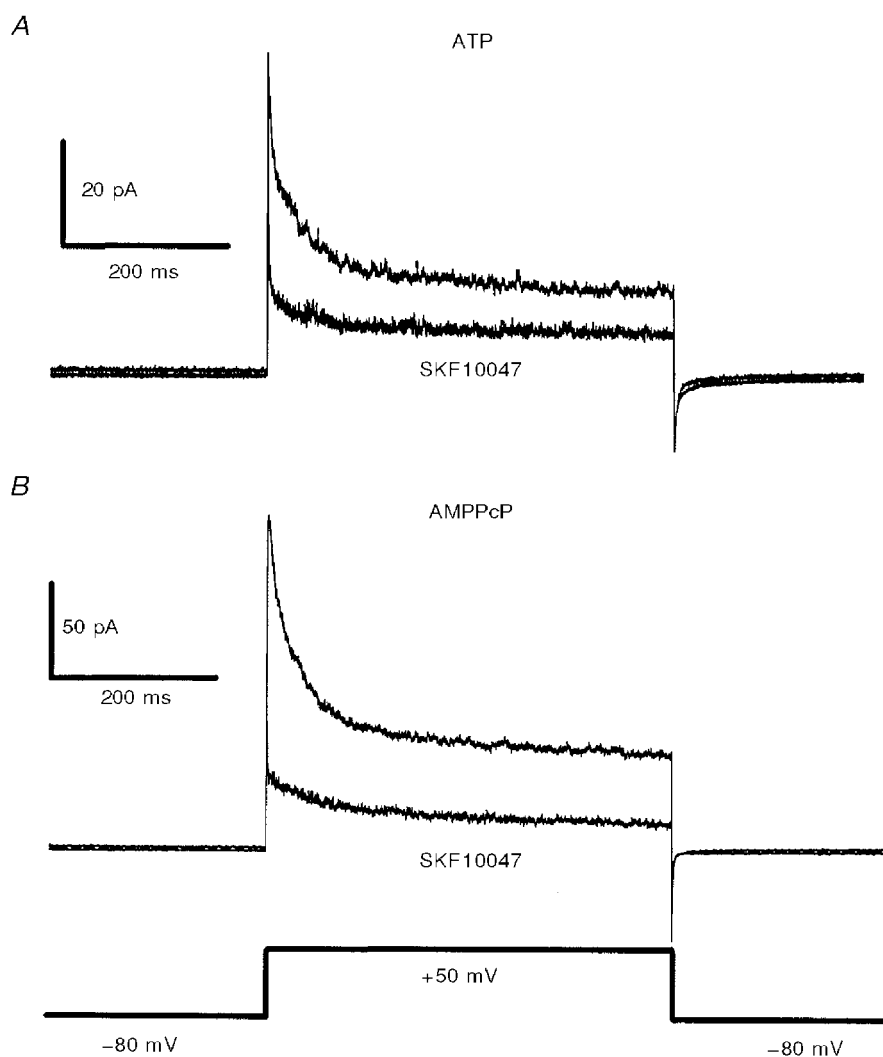 A
ATP
20 pA
200 ms
SKF10047
B
AMPPcP
50 pA
200 ms
SKF10047
+50 mV
−80 mV
−80 mV